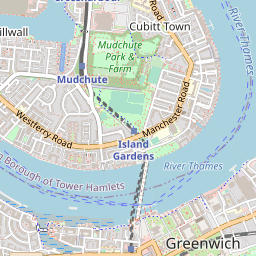 Cubitt Town
River Thames
Mudchute
Park &
Farm
Mudchute
Westferry Road
Manchester Road
Island
Gardens
River Thames
Borough of Tower Hamlets
Greenwich